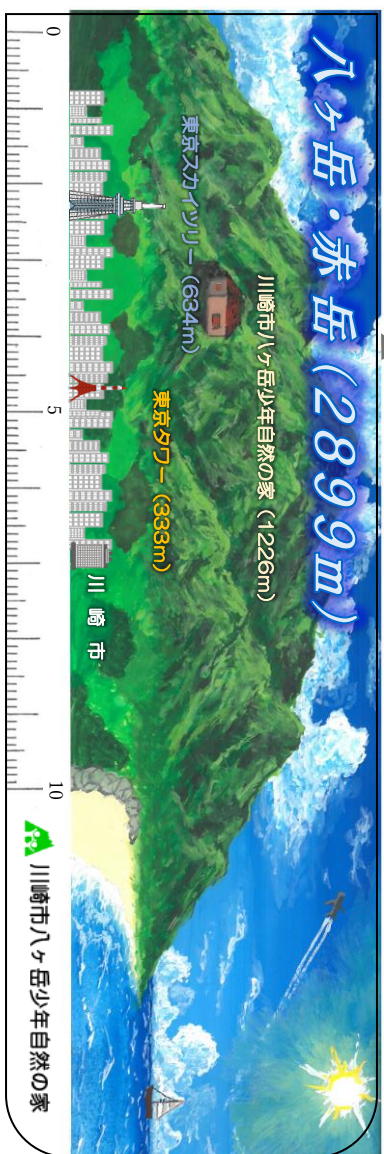 八ヶ岳・赤岳(2899m)
川崎市八ヶ岳少年自然の家(1226m)
東京スカイツリー(634m)
東京タワー(333m)
川崎市
0 5 10
川崎市八ヶ岳少年自然の家